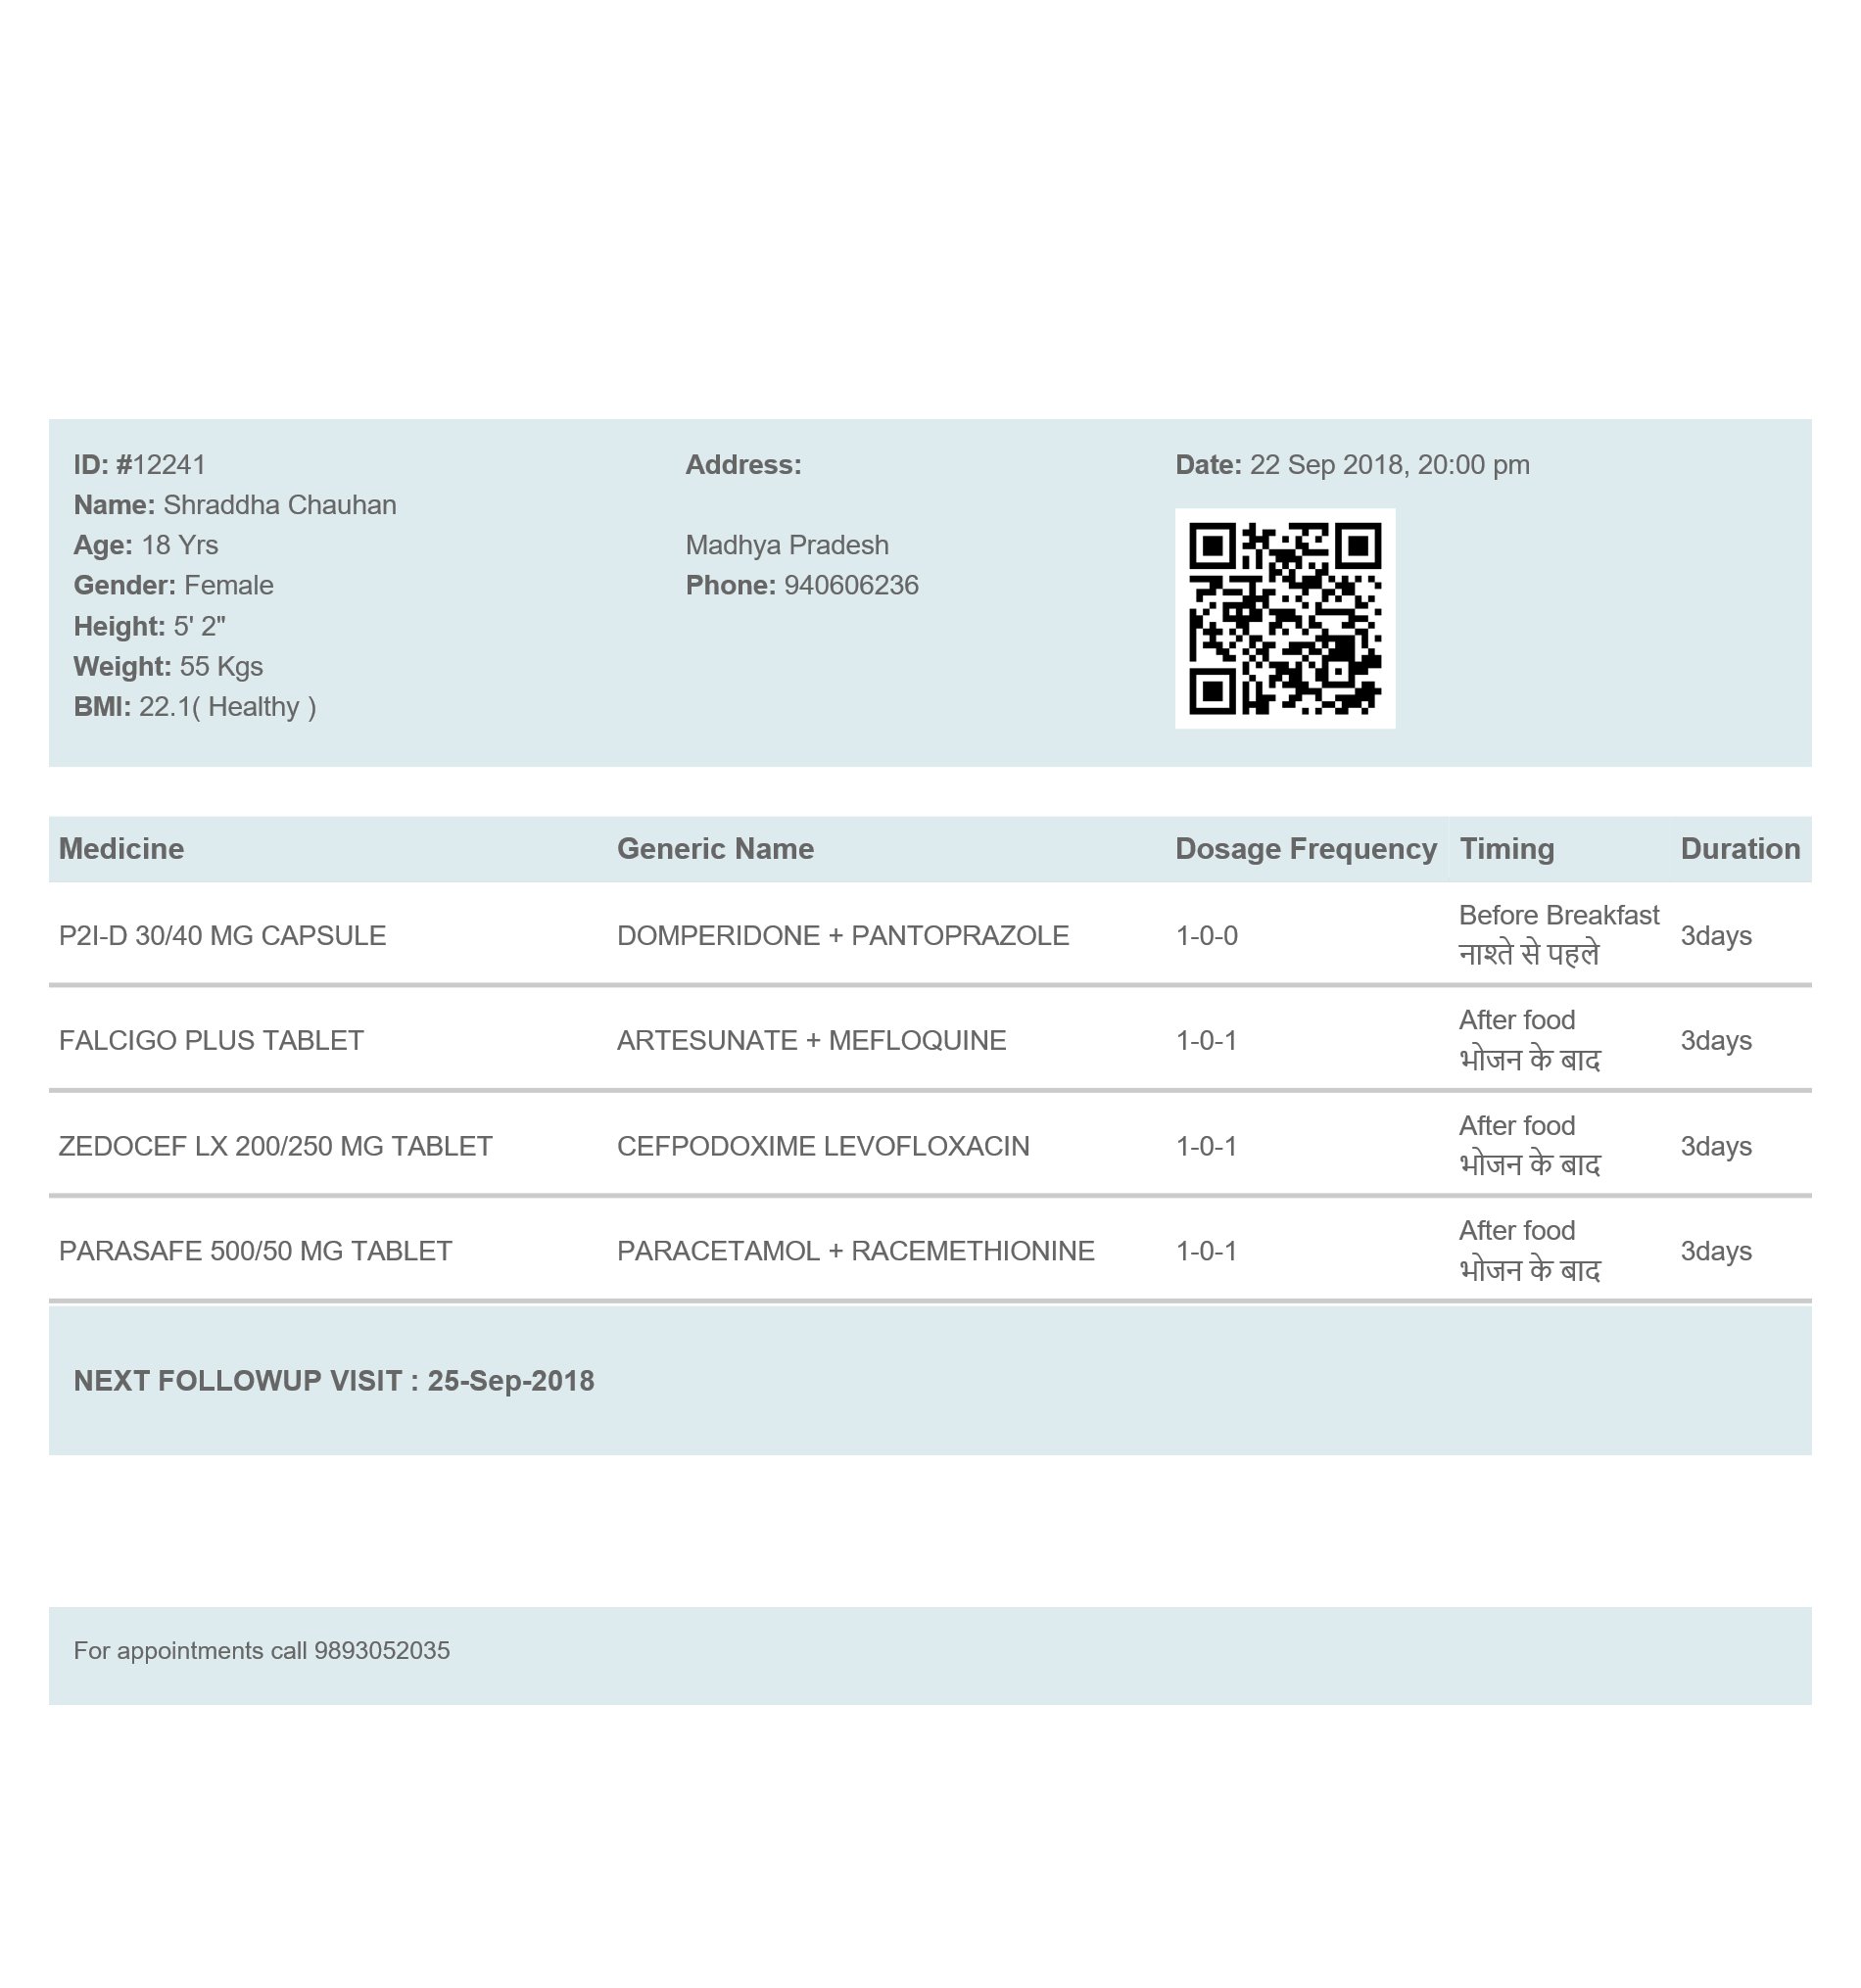 ID: #12241
Name: Shraddha Chauhan
Age: 18 Yrs
Gender: Female
Height: 5' 2"
Weight: 55 Kgs
BMI: 22.1( Healthy )
Address:
Madhya Pradesh
Phone: 940606236
Date: 22 Sep 2018, 20:00 pm
Medicine Generic Name Dosage Frequency Timing Duration
P2I-D 30/40 MG CAPSULE DOMPERIDONE + PANTOPRAZOLE 1-0-0 Before Breakfast 3days
नाश्ते से पहले
FALCIGO PLUS TABLET ARTESUNATE + MEFLOQUINE 1-0-1 After food 3days
भोजन के बाद
ZEDOCEF LX 200/250 MG TABLET CEFPODOXIME LEVOFLOXACIN 1-0-1 After food 3days
भोजन के बाद
PARASAFE 500/50 MG TABLET PARACETAMOL + RACEMETHIONINE 1-0-1 After food 3days
भोजन के बाद
NEXT FOLLOWUP VISIT : 25-Sep-2018
For appointments call 9893052035